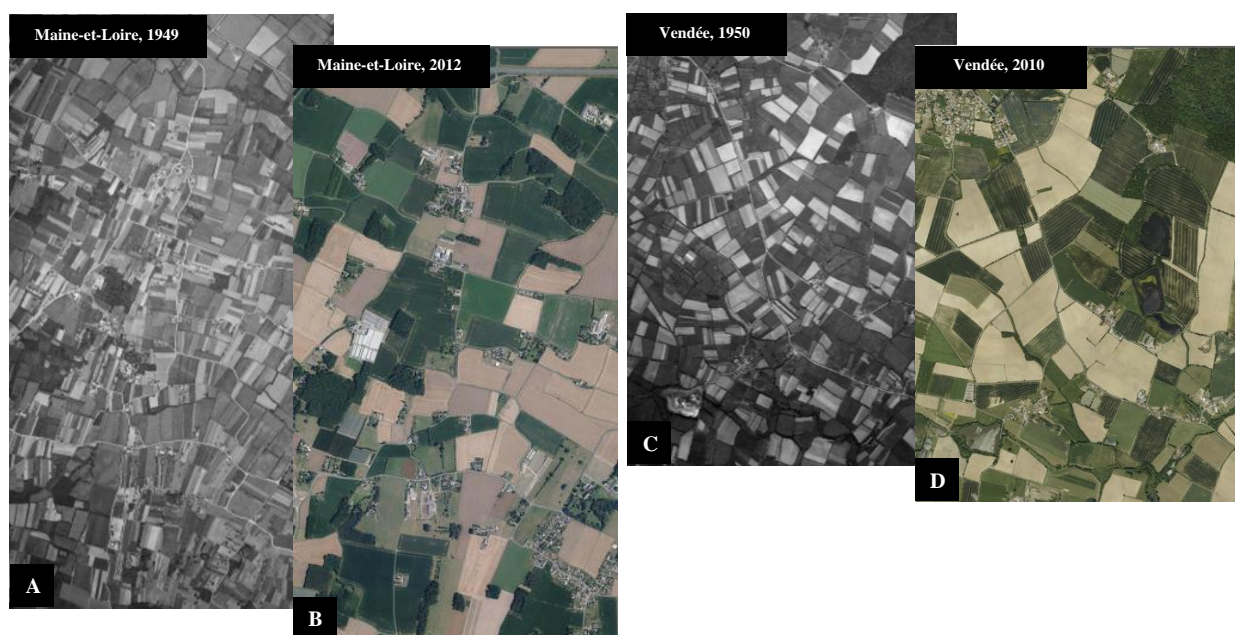 Maine-et-Loire, 1949
Maine-et-Loire, 2012
Vendée, 1950
Vendée, 2010
A
B
C
D